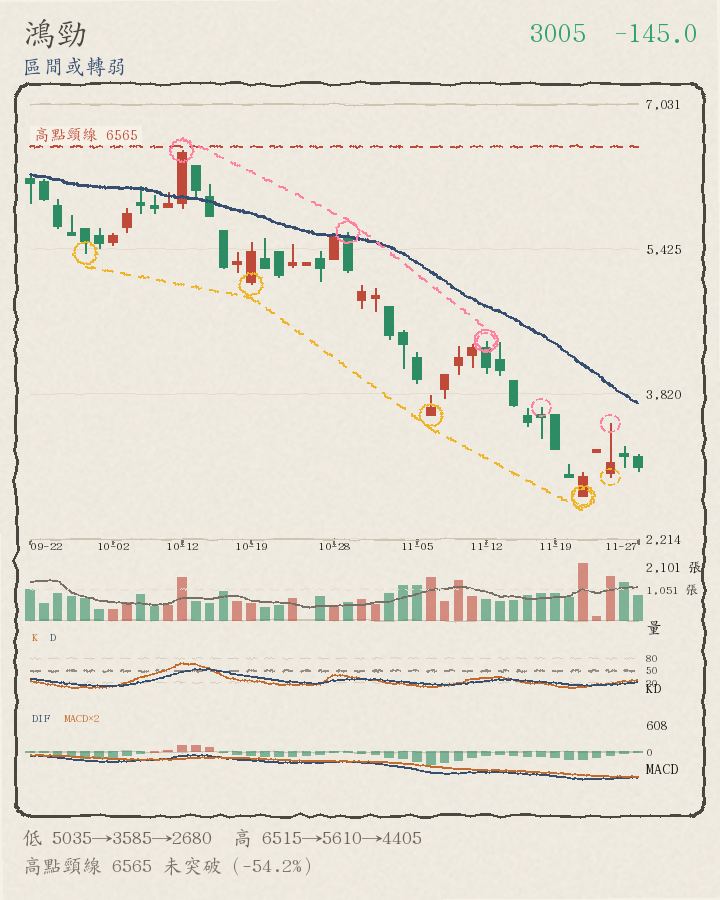 鴻勁
3005 -145.0
區間或轉弱
7,031
高點頸線 6565
5,425
3,820
2,214
09-22 10-02 10-12 10-19 10-28 11-05 11-12 11-19 11-27
2,101 張
1,051 張
量
K D
80
50
20
KD
DIF MACD×2
608
0
MACD
低 5035→3585→2680 高 6515→5610→4405
高點頸線 6565 未突破 (-54.2%)